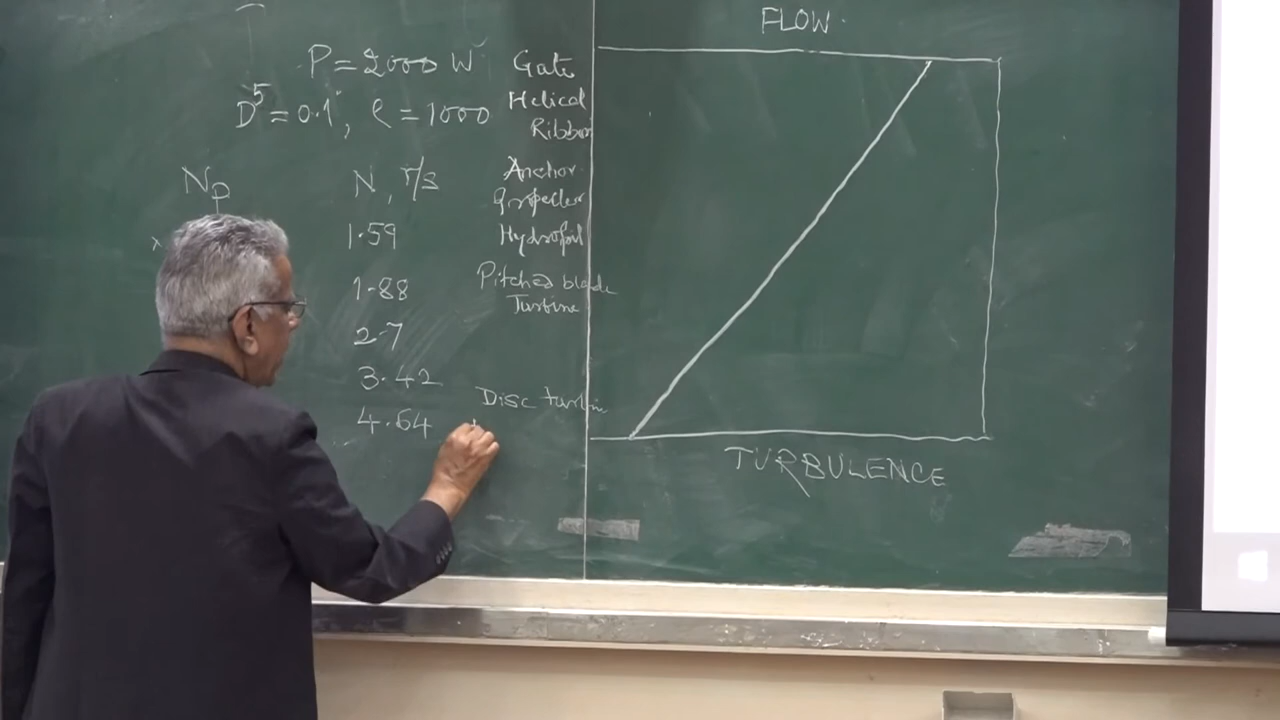 FLOW
P = 2000 W
D⁵ = 0.1, ρ = 1000
Np
N, r/s
1.59
1.88
2.7
3.42
4.64
Gate
Helical
Ribbon
Anchor
Propeller
Hydrofoil
Pitched blade
Turbine
Disc turbine
TURBULENCE